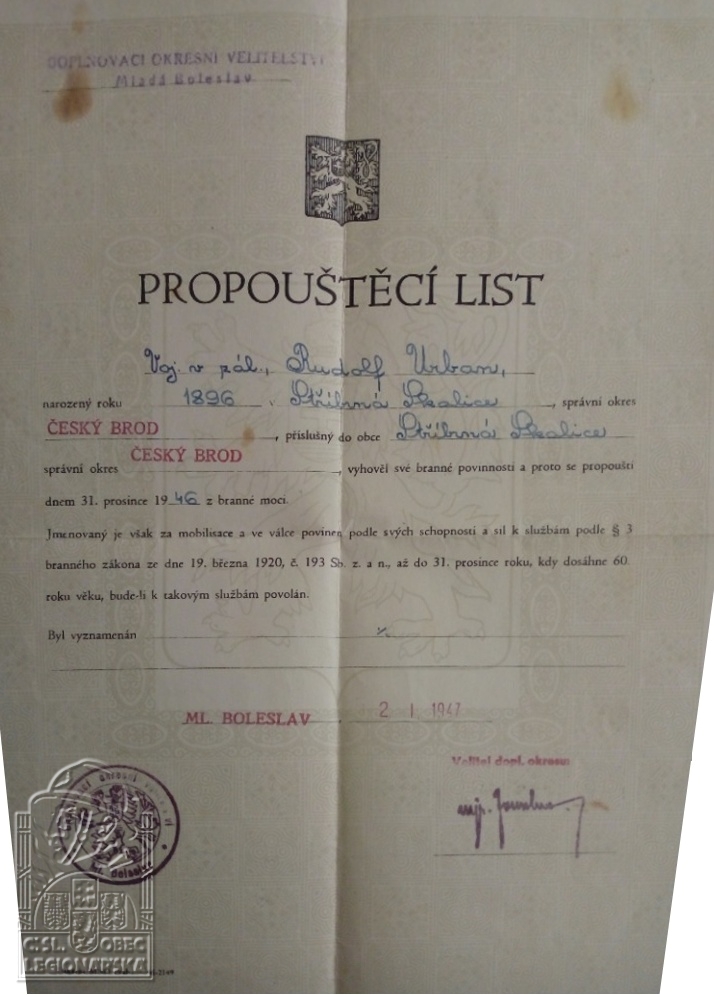 DOPLŇOVACÍ OKRESNÍ VELITELSTVÍ
Mladá Boleslav
PROPOUŠTĚCÍ LIST
Voj. v zál., Rudolf Urban,
narozený roku 1896 v Stříbrná Skalice, správní okres
ČESKÝ BROD, příslušný do obce Stříbrná Skalice
správní okres ČESKÝ BROD, vyhověl své branné povinnosti a proto se propouští
dnem 31. prosince 1946 z branné moci.
Jmenovaný je však za mobilisace a ve válce povinen podle svých schopností a sil k službám podle § 3
branného zákona ze dne 19. března 1920, č. 193 Sb. z. a n., až do 31. prosince roku, kdy dosáhne 60.
roku věku, bude-li k takovým službám povolán.
Byl vyznamenán
ML. BOLESLAV 2 I. 1947
Velitel dopl. okresu:
mjr.
ČSL. OBEC
LEGIONÁŘSKÁ